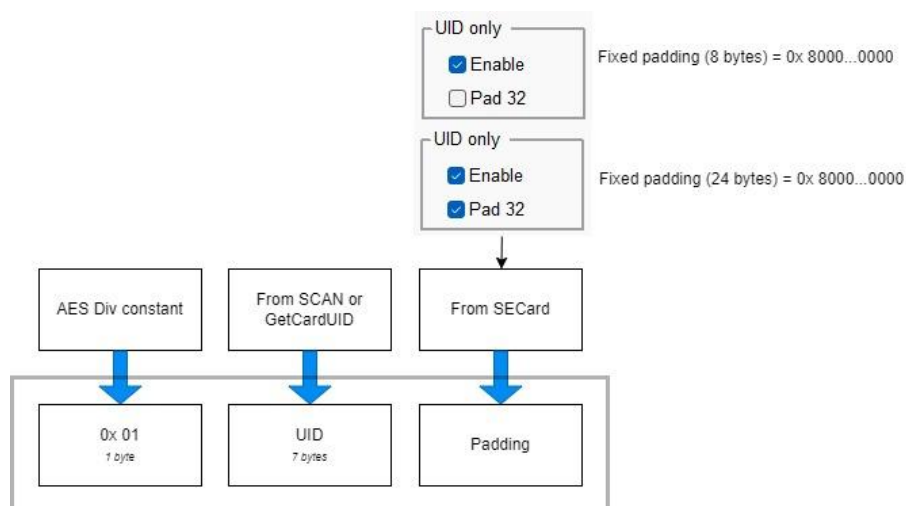 UID only
Enable
Pad 32
Fixed padding (8 bytes) = 0x 8000...0000
UID only
Enable
Pad 32
Fixed padding (24 bytes) = 0x 8000...0000
AES Div constant
From SCAN or
GetCardUID
From SECard
0x 01
1 byte
UID
7 bytes
Padding